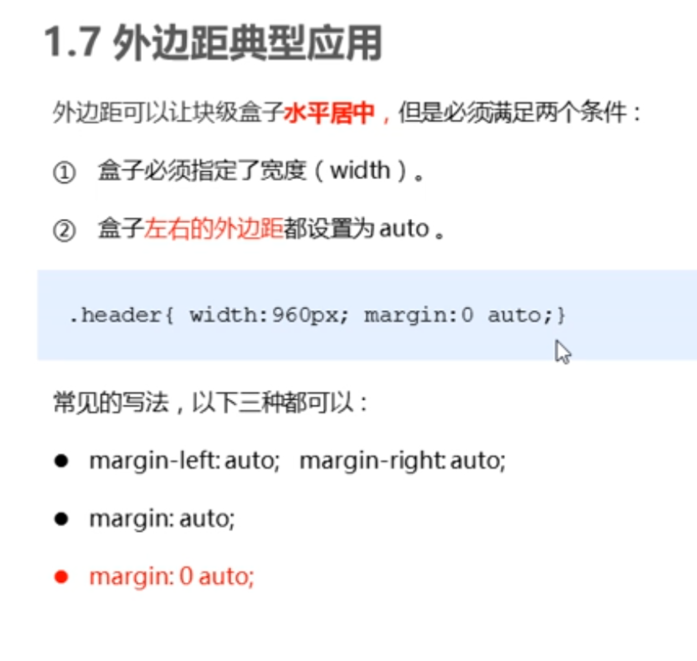 1.7 外边距典型应用
外边距可以让块级盒子水平居中，但是必须满足两个条件：
① 盒子必须指定了宽度（width）。
② 盒子左右的外边距都设置为 auto 。
.header{ width:960px; margin:0 auto;}
常见的写法，以下三种都可以：
● margin-left: auto; margin-right: auto;
● margin: auto;
● margin: 0 auto;